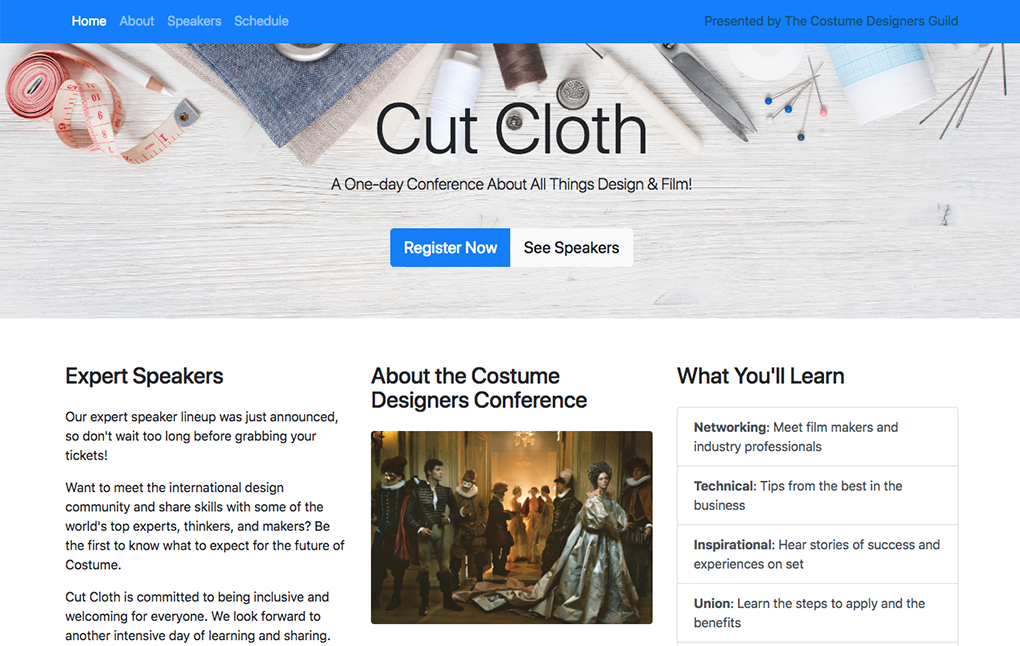 Home About Speakers Schedule Presented by The Costume Designers Guild
Cut Cloth
A One-day Conference About All Things Design & Film!
Register Now See Speakers
Expert Speakers
Our expert speaker lineup was just announced,
so don't wait too long before grabbing your
tickets!
Want to meet the international design
community and share skills with some of the
world's top experts, thinkers, and makers? Be
the first to know what to expect for the future of
Costume.
Cut Cloth is committed to being inclusive and
welcoming for everyone. We look forward to
another intensive day of learning and sharing.
About the Costume
Designers Conference
What You'll Learn
Networking: Meet film makers and
industry professionals
Technical: Tips from the best in the
business
Inspirational: Hear stories of success and
experiences on set
Union: Learn the steps to apply and the
benefits